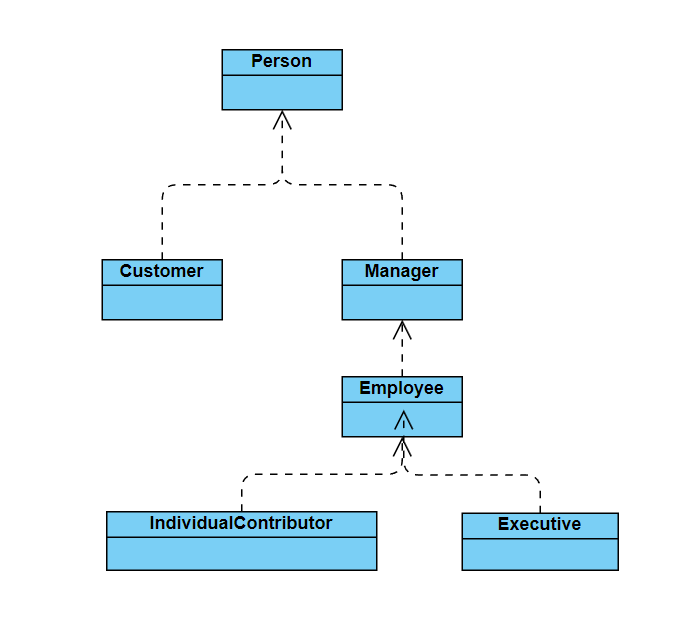 Person
Customer
Manager
Employee
IndividualContributor
Executive